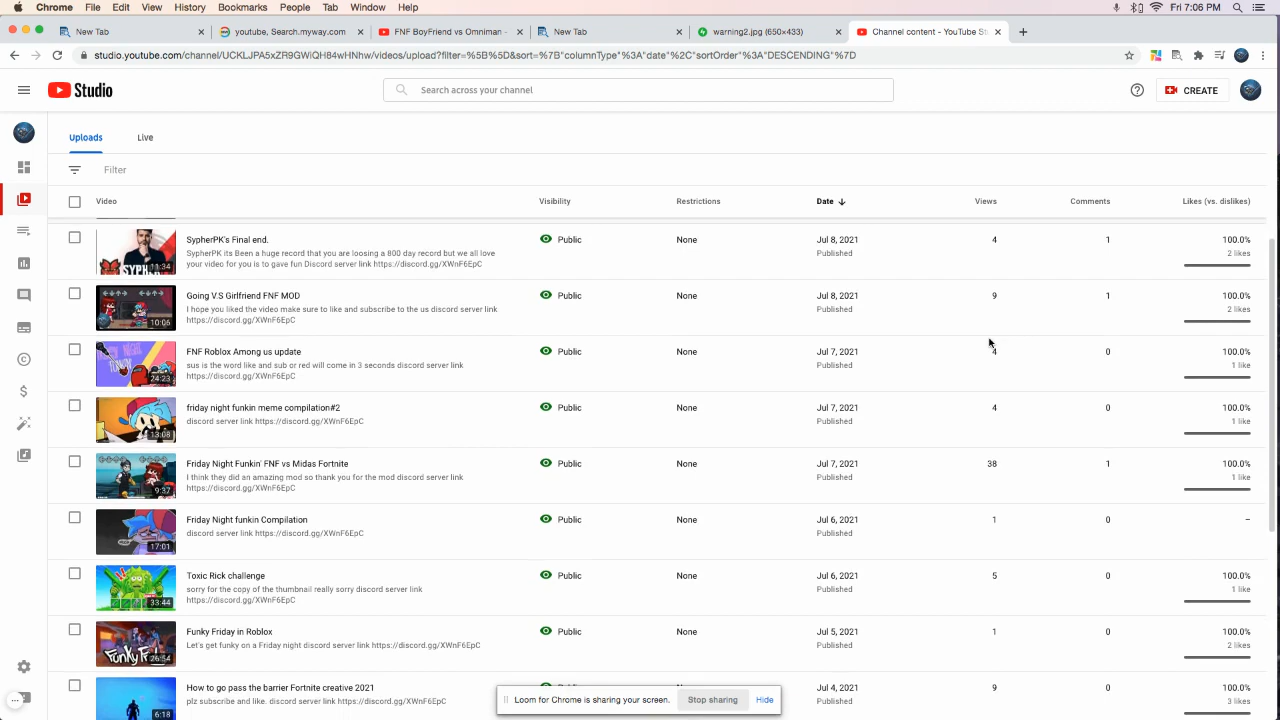 Chrome File Edit View History Bookmarks People Tab Window Help Fri 7:06 PM
New Tab youtube, Search.myway.com FNF BoyFriend vs Omniman - New Tab warning2.jpg (650×433) Channel content - YouTube St
studio.youtube.com/channel/UCKLJPA5xZR9GWiQH84wHNhw/videos/upload?filter=%5B%5D&sort=%7B"columnType"%3A"date"%2C"sortOrder"%3A"DESCENDING"%7D
Studio Search across your channel CREATE
Uploads Live
Filter
Video Visibility Restrictions Date Views Comments Likes (vs. dislikes)
SypherPK's Final end. Public None Jul 8, 2021 4 1 100.0%
SypherPK its Been a huge record that you are loosing a 800 day record but we all love Published 2 likes
your video for you is to gave fun Discord server link https://discord.gg/XWnF6EpC
11:34
Going V.S Girlfriend FNF MOD Public None Jul 8, 2021 9 1 100.0%
I hope you liked the video make sure to like and subscribe to the us discord server link Published 2 likes
https://discord.gg/XWnF6EpC
10:06
FNF Roblox Among us update Public None Jul 7, 2021 4 0 100.0%
sus is the word like and sub or red will come in 3 seconds discord server link Published 1 like
https://discord.gg/XWnF6EpC
24:23
friday night funkin meme compilation#2 Public None Jul 7, 2021 4 0 100.0%
discord server link https://discord.gg/XWnF6EpC Published 1 like
13:08
Friday Night Funkin' FNF vs Midas Fortnite Public None Jul 7, 2021 38 1 100.0%
I think they did an amazing mod so thank you for the mod discord server link Published 1 like
https://discord.gg/XWnF6EpC
9:37
Friday Night funkin Compilation Public None Jul 6, 2021 1 0 –
discord server link https://discord.gg/XWnF6EpC Published
17:01
Toxic Rick challenge Public None Jul 6, 2021 5 0 100.0%
sorry for the copy of the thumbnail really sorry discord server link Published 1 like
https://discord.gg/XWnF6EpC
33:44
Funky Friday in Roblox Public None Jul 5, 2021 1 0 100.0%
Let's get funky on a Friday night discord server link https://discord.gg/XWnF6EpC Published 2 likes
26:54
How to go pass the barrier Fortnite creative 2021 None Jul 4, 2021 9 0 100.0%
plz subscribe and like. discord server link https://discord.gg/XWnF6EpC Published 3 likes
6:18
Loom for Chrome is sharing your screen. Stop sharing Hide